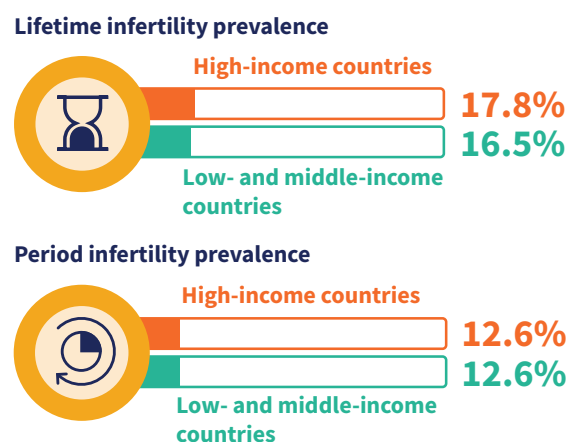 Lifetime infertility prevalence
High-income countries
17.8%
16.5%
Low- and middle-income
countries
Period infertility prevalence
High-income countries
12.6%
12.6%
Low- and middle-income
countries